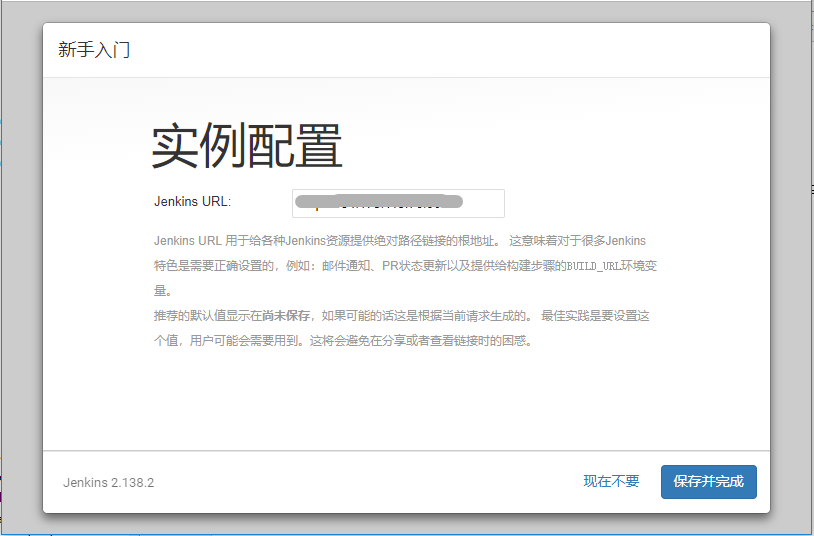 新手入门
实例配置
Jenkins URL:
Jenkins URL 用于给各种Jenkins资源提供绝对路径链接的根地址。 这意味着对于很多Jenkins
特色是需要正确设置的，例如：邮件通知、PR状态更新以及提供给构建步骤的BUILD_URL环境变
量。
推荐的默认值显示在尚未保存，如果可能的话这是根据当前请求生成的。 最佳实践是要设置这
个值，用户可能会需要用到。这将会避免在分享或者查看链接时的困惑。
Jenkins 2.138.2
现在不要
保存并完成